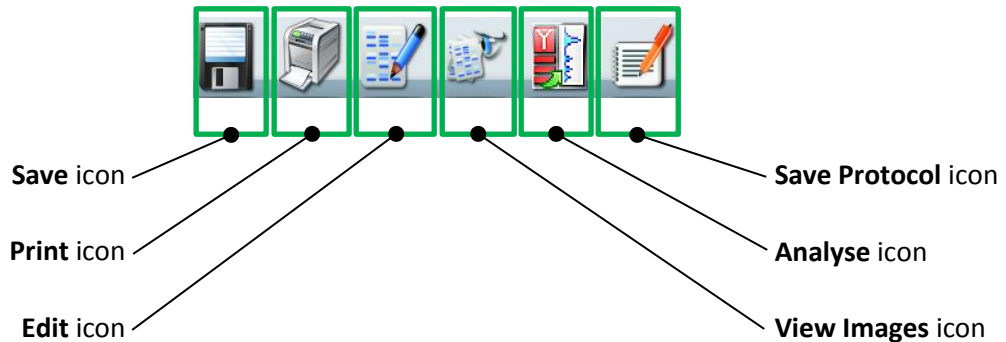 Save icon
Save Protocol icon
Print icon
Analyse icon
Edit icon
View Images icon